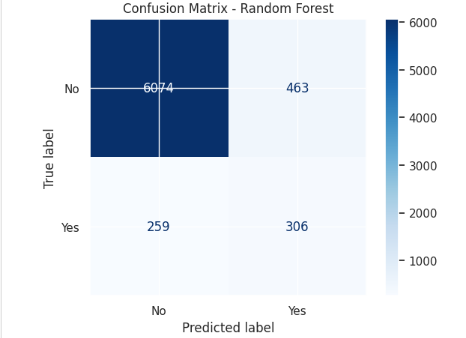 Confusion Matrix - Random Forest
True label
No
6074
463
Yes
259
306
No
Yes
Predicted label
6000
5000
4000
3000
2000
1000